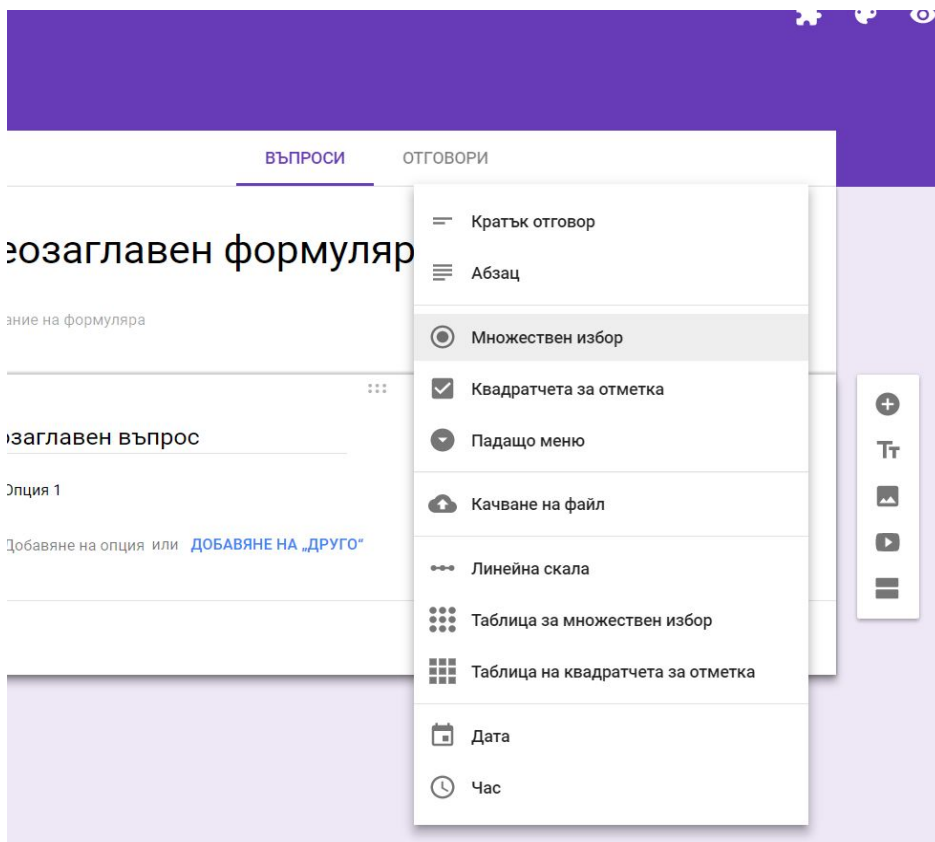 ВЪПРОСИ ОТГОВОРИ
еозаглавен формуляр
ание на формуляра
озаглавен въпрос
Опция 1
Добавяне на опция или ДОБАВЯНЕ НА „ДРУГО“
Кратък отговор
Абзац
Множествен избор
Квадратчета за отметка
Падащо меню
Качване на файл
Линейна скала
Таблица за множествен избор
Таблица на квадратчета за отметка
Дата
Час